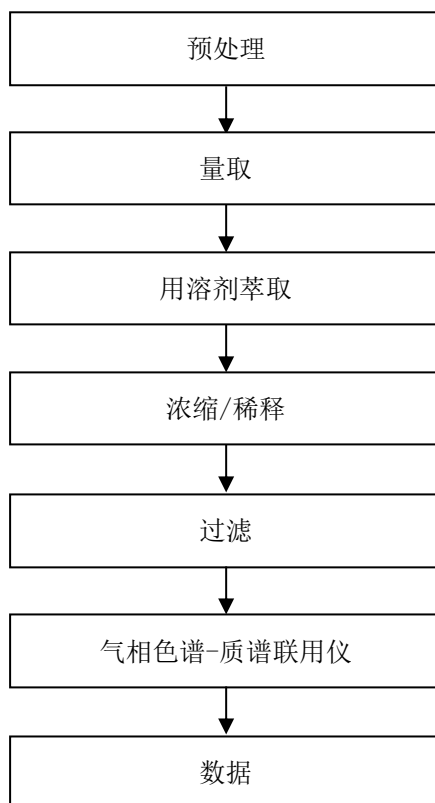 预处理
量取
用溶剂萃取
浓缩/稀释
过滤
气相色谱-质谱联用仪
数据